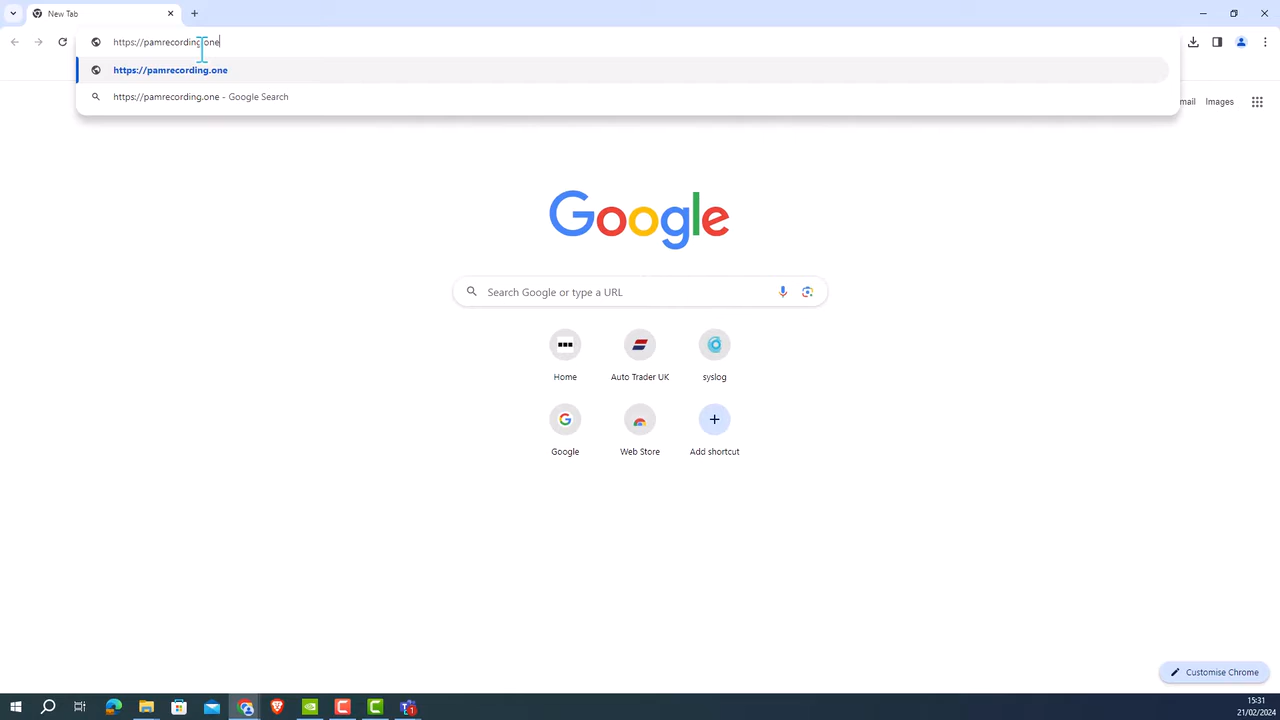 New Tab
https://pamrecording.one
https://pamrecording.one
https://pamrecording.one - Google Search
mail Images
Google
Search Google or type a URL
Home Auto Trader UK syslog
Google Web Store Add shortcut
Customise Chrome
15:31
21/02/2024